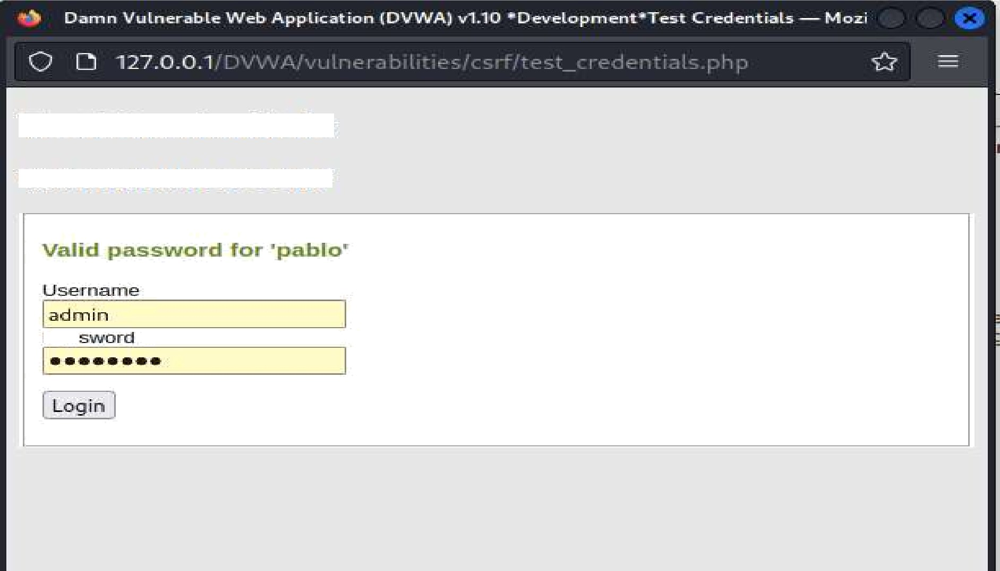 Damn Vulnerable Web Application (DVWA) v1.10 *Development*Test Credentials — Mozi
127.0.0.1/DVWA/vulnerabilities/csrf/test_credentials.php
Valid password for 'pablo'
Username
admin
sword
••••••••
Login